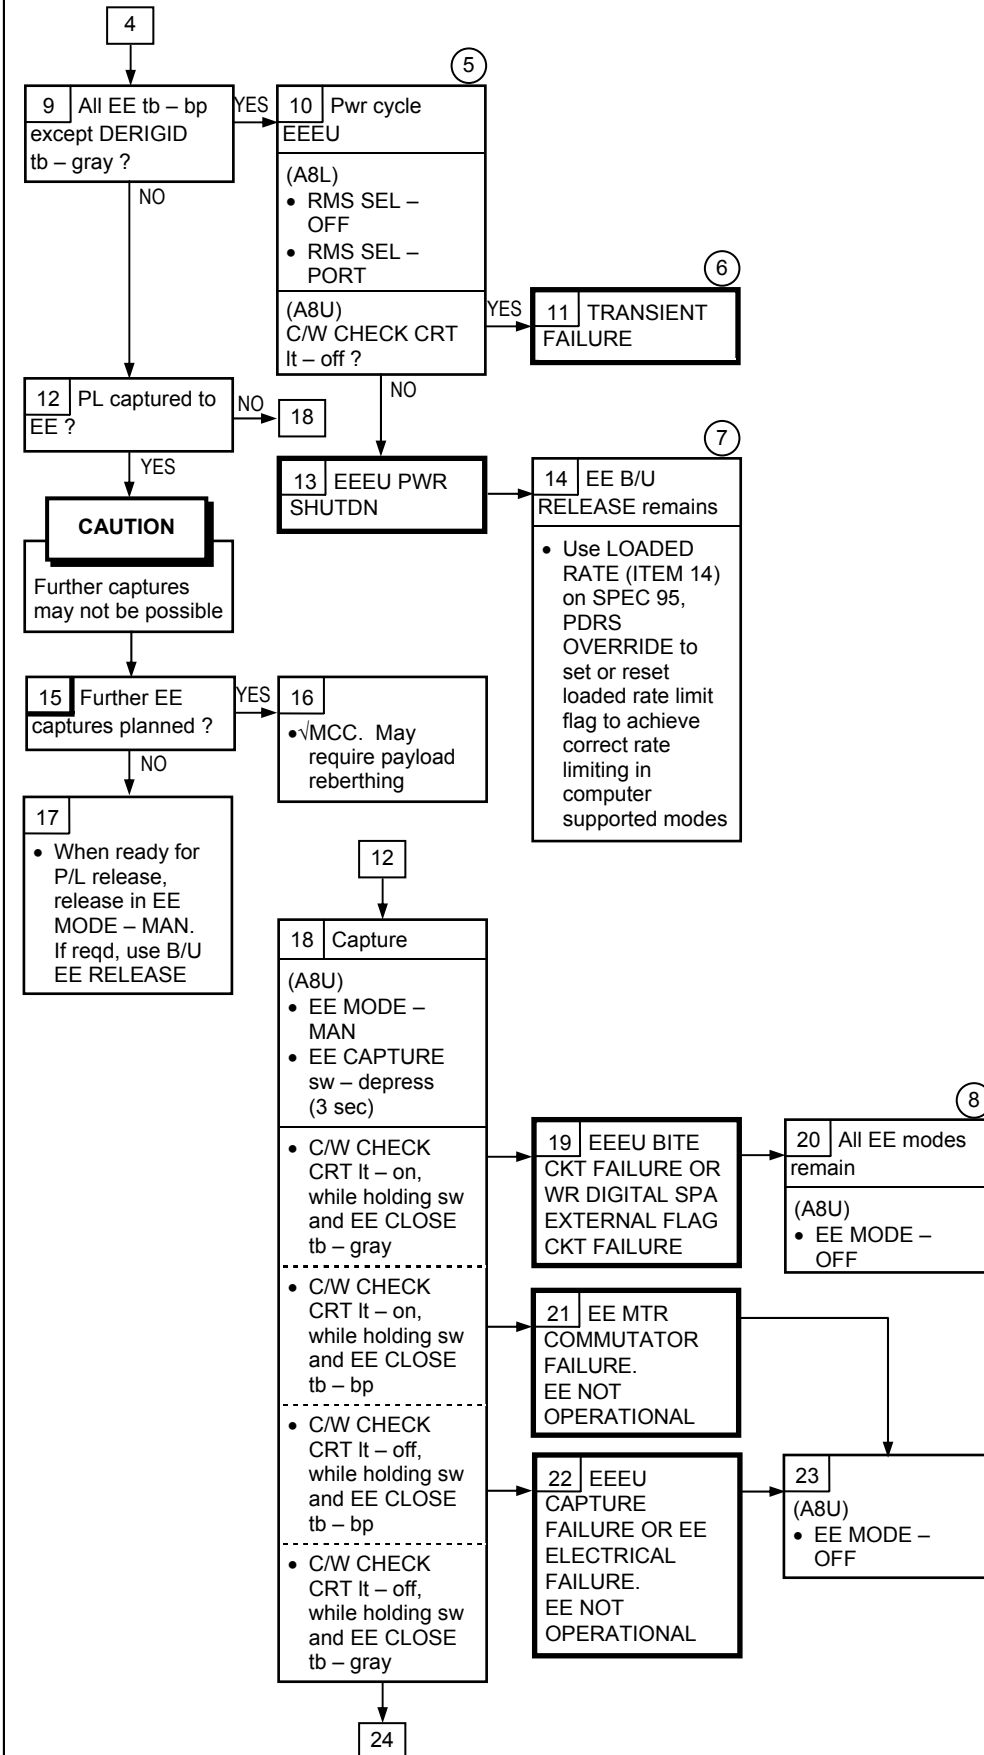 4
5
9 All EE tb – bp
except DERIGID
tb – gray ?
YES
NO
10 Pwr cycle
EEEU
(A8L)
• RMS SEL –
OFF
• RMS SEL –
PORT
(A8U)
C/W CHECK CRT
lt – off ?
YES
NO
6
11 TRANSIENT
FAILURE
12 PL captured to
EE ?
NO
18
YES
7
13 EEEU PWR
SHUTDN
14 EE B/U
RELEASE remains
• Use LOADED
RATE (ITEM 14)
on SPEC 95,
PDRS
OVERRIDE to
set or reset
loaded rate limit
flag to achieve
correct rate
limiting in
computer
supported modes
CAUTION
Further captures
may not be possible
15 Further EE
captures planned ?
YES
NO
16
•√MCC. May
require payload
reberthing
17
• When ready for
P/L release,
release in EE
MODE – MAN.
If reqd, use B/U
EE RELEASE
12
18 Capture
(A8U)
• EE MODE –
MAN
• EE CAPTURE
sw – depress
(3 sec)
• C/W CHECK
CRT lt – on,
while holding sw
and EE CLOSE
tb – gray
• C/W CHECK
CRT lt – on,
while holding sw
and EE CLOSE
tb – bp
• C/W CHECK
CRT lt – off,
while holding sw
and EE CLOSE
tb – bp
• C/W CHECK
CRT lt – off,
while holding sw
and EE CLOSE
tb – gray
19 EEEU BITE
CKT FAILURE OR
WR DIGITAL SPA
EXTERNAL FLAG
CKT FAILURE
8
20 All EE modes
remain
(A8U)
• EE MODE –
OFF
21 EE MTR
COMMUTATOR
FAILURE.
EE NOT
OPERATIONAL
22 EEEU
CAPTURE
FAILURE OR EE
ELECTRICAL
FAILURE.
EE NOT
OPERATIONAL
23
(A8U)
• EE MODE –
OFF
24